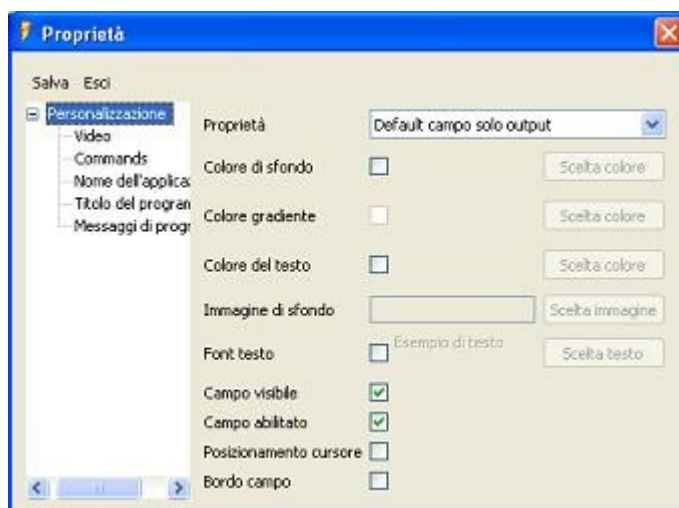 Proprietà
Salva Esci
Personalizzazione
Video
Commands
Nome dell'applica
Titolo del program
Messaggi di progr
Proprietà Default campo solo output
Colore di sfondo Scelta colore
Colore gradiente Scelta colore
Colore del testo Scelta colore
Immagine di sfondo Scelta immagine
Font testo Esempio di testo Scelta testo
Campo visibile
Campo abilitato
Posizionamento cursore
Bordo campo